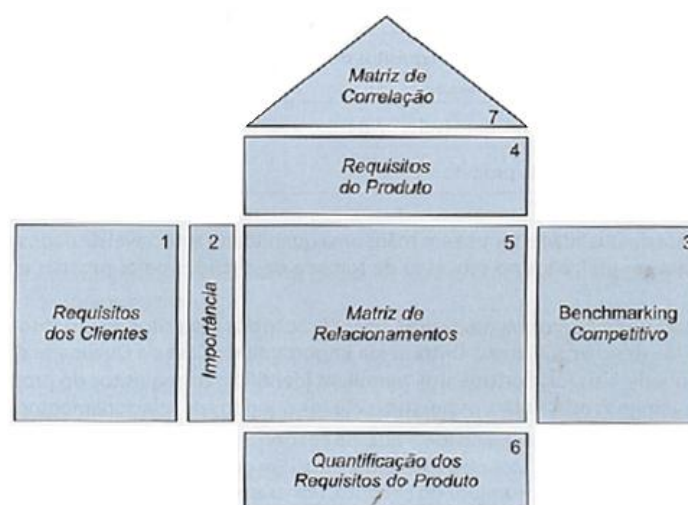 Matriz de
Correlação
7
4
Requisitos
do Produto
1
Requisitos
dos Clientes
2
Importância
5
Matriz de
Relacionamentos
3
Benchmarking
Competitivo
6
Quantificação dos
Requisitos do Produto